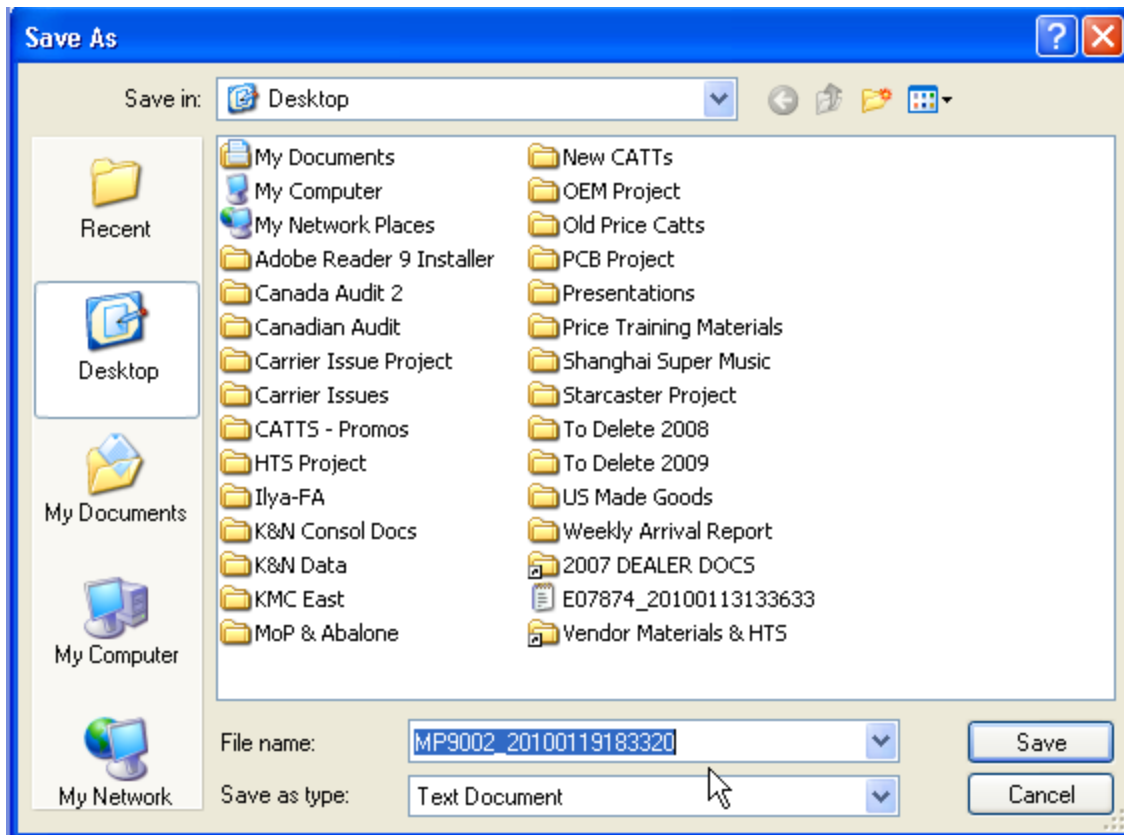 Save As
Save in: Desktop
Recent
Desktop
My Documents
My Computer
My Network
My Documents
My Computer
My Network Places
Adobe Reader 9 Installer
Canada Audit 2
Canadian Audit
Carrier Issue Project
Carrier Issues
CATTS - Promos
HTS Project
Ilya-FA
K&N Consol Docs
K&N Data
KMC East
MoP & Abalone
New CATTs
OEM Project
Old Price Catts
PCB Project
Presentations
Price Training Materials
Shanghai Super Music
Starcaster Project
To Delete 2008
To Delete 2009
US Made Goods
Weekly Arrival Report
2007 DEALER DOCS
E07874_20100113133633
Vendor Materials & HTS
File name: MP9002_20100119183320 Save
Save as type: Text Document Cancel